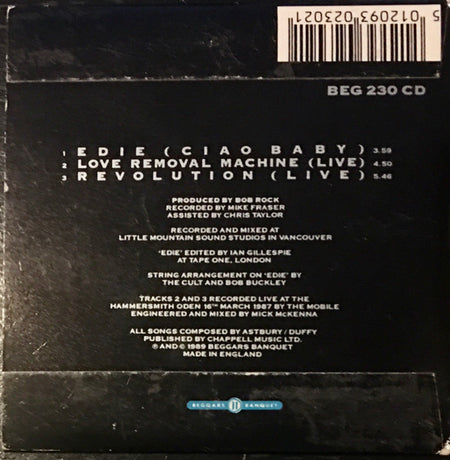 5 012093 023021
BEG 230 CD
1 EDIE (CIAO BABY) 3.59
2 LOVE REMOVAL MACHINE (LIVE) 4.50
3 REVOLUTION (LIVE) 5.46
PRODUCED BY BOB ROCK
RECORDED BY MIKE FRASER
ASSISTED BY CHRIS TAYLOR
RECORDED AND MIXED AT
LITTLE MOUNTAIN SOUND STUDIOS IN VANCOUVER
'EDIE' EDITED BY IAN GILLESPIE
AT TAPE ONE, LONDON
STRING ARRANGEMENT ON 'EDIE' BY
THE CULT AND BOB BUCKLEY
TRACKS 2 AND 3 RECORDED LIVE AT THE
HAMMERSMITH ODEN 16TH MARCH 1987 BY THE MOBILE
ENGINEERED AND MIXED BY MICK McKENNA
ALL SONGS COMPOSED BY ASTBURY / DUFFY
PUBLISHED BY CHAPPELL MUSIC LTD.
℗ AND © 1989 BEGGARS BANQUET
MADE IN ENGLAND
BEGGARS BANQUET